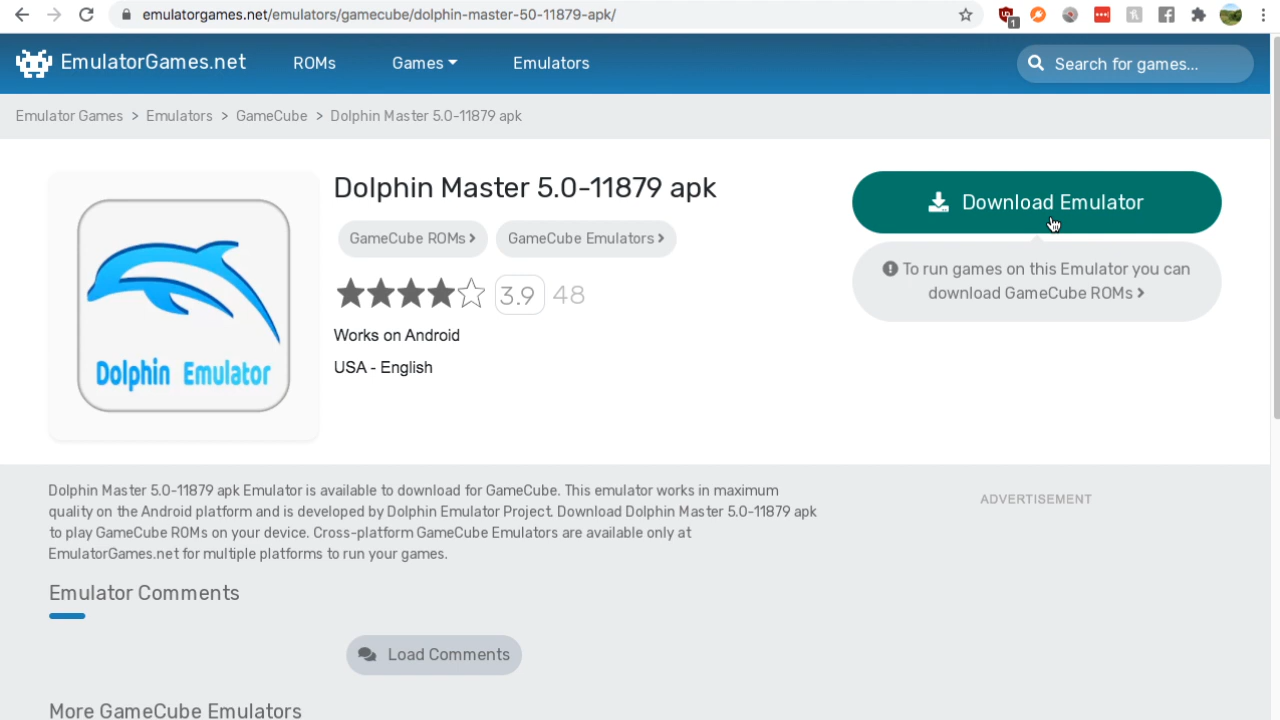 emulatorgames.net/emulators/gamecube/dolphin-master-50-11879-apk/
1
EmulatorGames.net
ROMs
Games
Emulators
Search for games...
Emulator Games > Emulators > GameCube > Dolphin Master 5.0-11879 apk
Dolphin Emulator
Dolphin Master 5.0-11879 apk
GameCube ROMs
GameCube Emulators
3.9 48
Works on Android
USA - English
Download Emulator
To run games on this Emulator you can
download GameCube ROMs
Dolphin Master 5.0-11879 apk Emulator is available to download for GameCube. This emulator works in maximum
quality on the Android platform and is developed by Dolphin Emulator Project. Download Dolphin Master 5.0-11879 apk
to play GameCube ROMs on your device. Cross-platform GameCube Emulators are available only at
EmulatorGames.net for multiple platforms to run your games.
ADVERTISEMENT
Emulator Comments
Load Comments
More GameCube Emulators